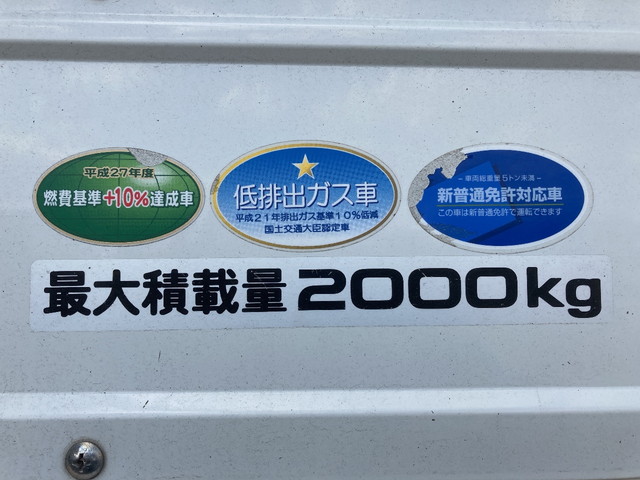 平成27年度
燃費基準+10%達成車
低排出ガス車
平成21年排出ガス基準10%低減
国土交通大臣認定車
－車両総重量5トン未満－
新普通免許対応車
この車は新普通免許で運転できます
最大積載量 2000kg